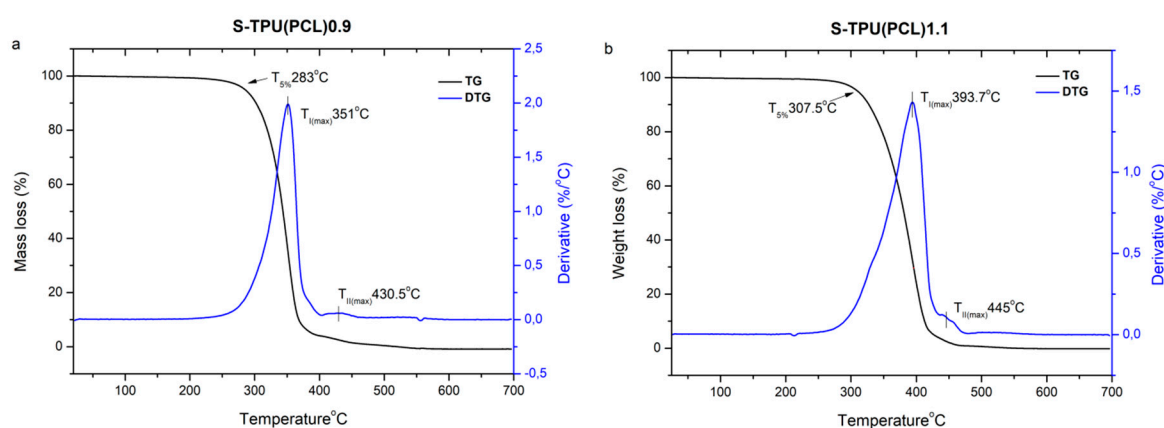 S-TPU(PCL)0.9
a
T5%283°C
TI(max)351°C
TII(max)430.5°C
TG
DTG
Mass loss (%)
100
80
60
40
20
0
Derivative (%/°C)
2,5
2,0
1,5
1,0
0,5
0,0
-0,5
100 200 300 400 500 600 700
Temperature°C
S-TPU(PCL)1.1
b
T5%307.5°C
TI(max)393.7°C
TII(max)445°C
TG
DTG
Weight loss (%)
100
80
60
40
20
0
Derivative (%/°C)
1,5
1,0
0,5
0,0
100 200 300 400 500 600 700
Temperature°C